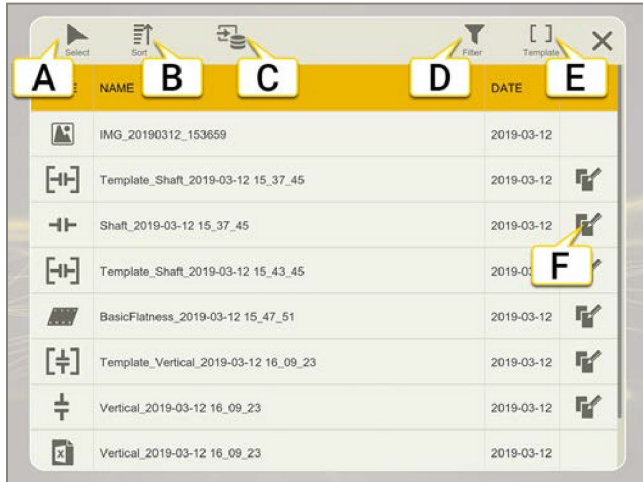 Select
Sort
Filter
Template
A
B
C
D
E
NAME
DATE
IMG_20190312_153659 2019-03-12
Template_Shaft_2019-03-12 15_37_45 2019-03-12
Shaft_2019-03-12 15_37_45 2019-03-12
F
Template_Shaft_2019-03-12 15_43_45
BasicFlatness_2019-03-12 15_47_51 2019-03-12
Template_Vertical_2019-03-12 16_09_23 2019-03-12
Vertical_2019-03-12 16_09_23 2019-03-12
Vertical_2019-03-12 16_09_23 2019-03-12